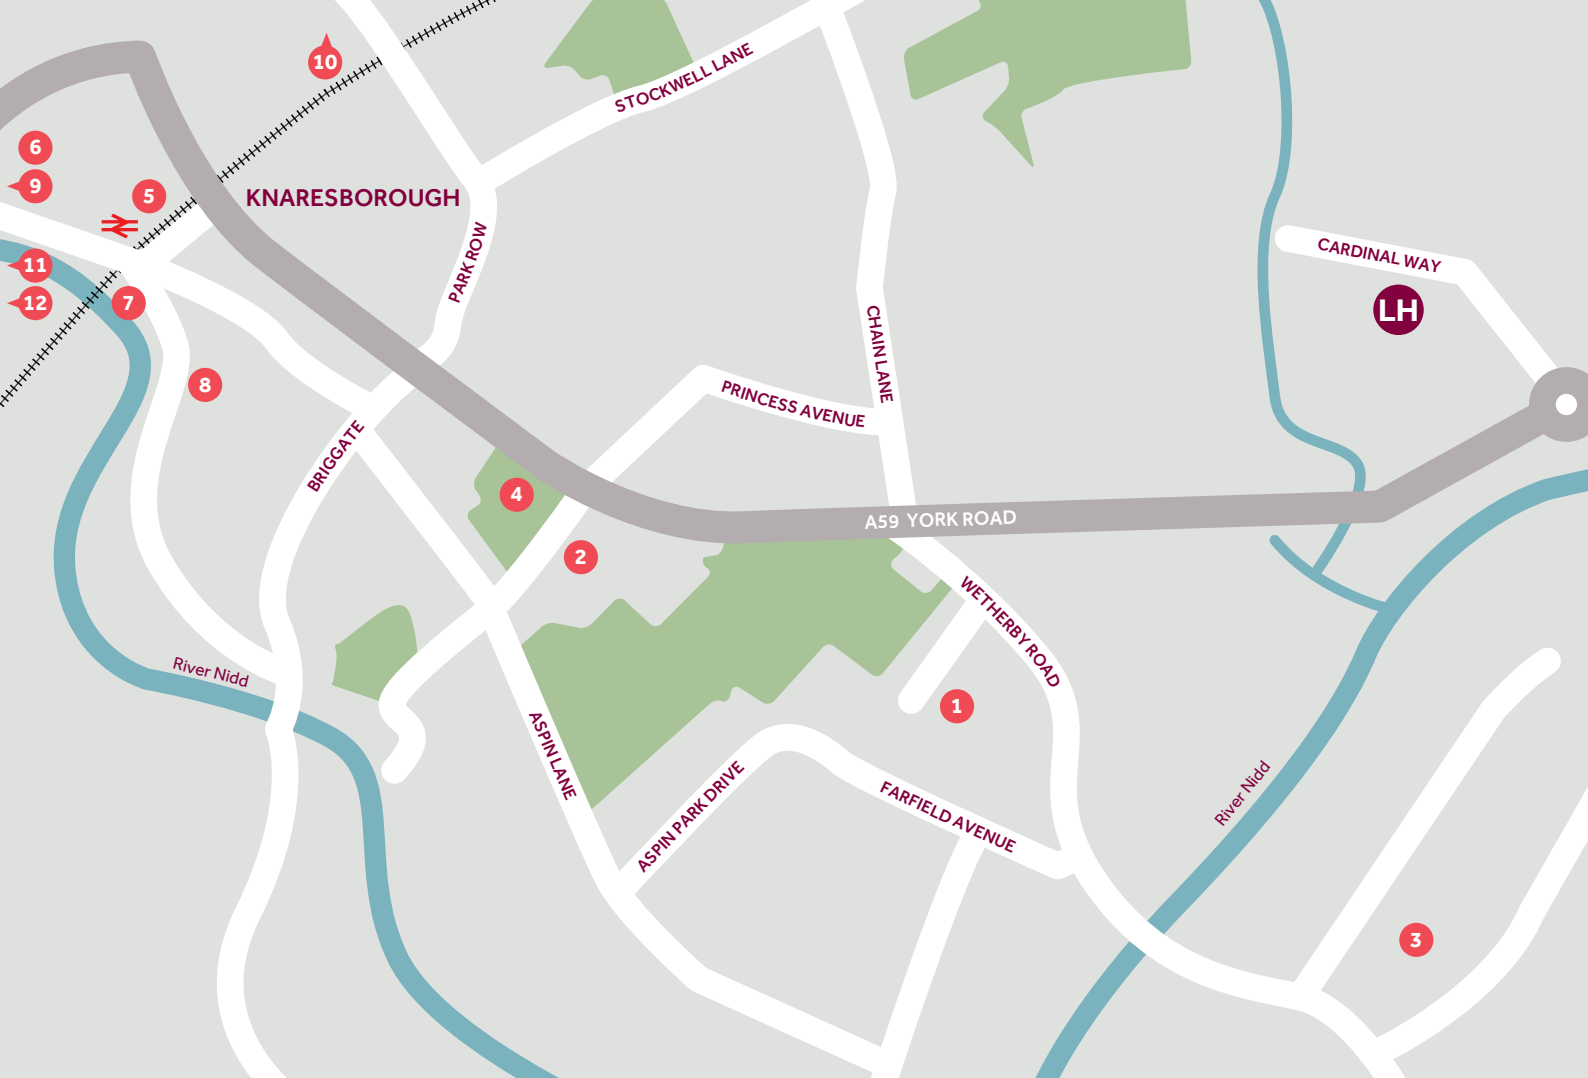 10
STOCKWELL LANE
6
9
5
KNARESBOROUGH
PARK ROW
CARDINAL WAY
11
12
7
LH
CHAIN LANE
8
PRINCESS AVENUE
BRIGGATE
4
A59 YORK ROAD
2
WETHERBY ROAD
River Nidd
1
ASPIN LANE
ASPIN PARK DRIVE
FARFIELD AVENUE
River Nidd
3